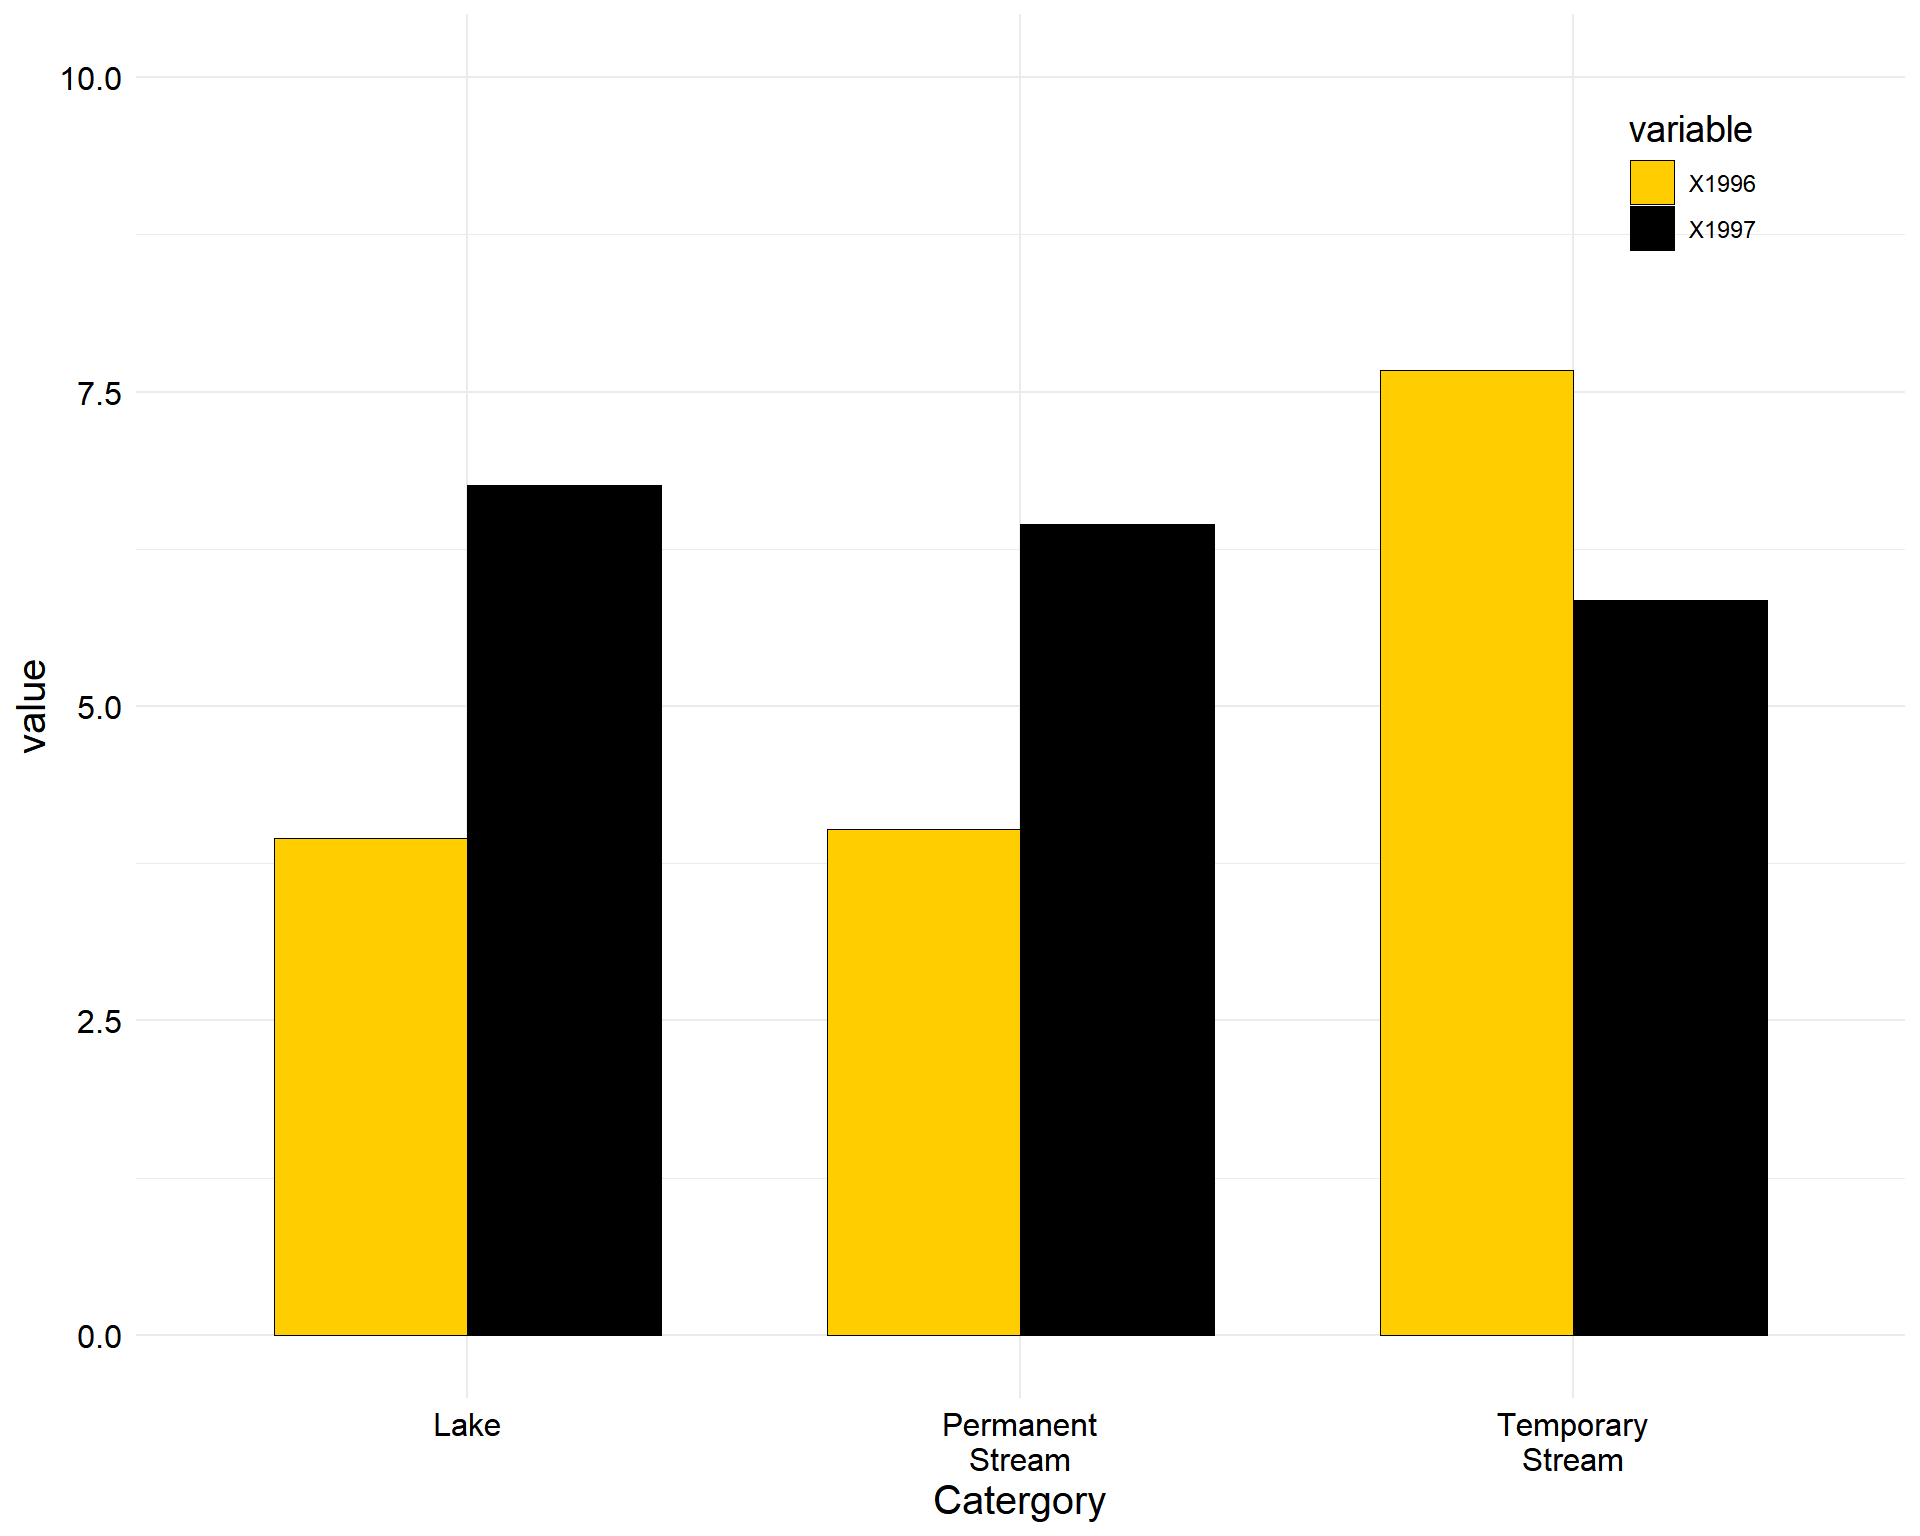 10.0
7.5
5.0
2.5
0.0
value
variable
X1996
X1997
Lake
Permanent
Stream
Temporary
Stream
Catergory